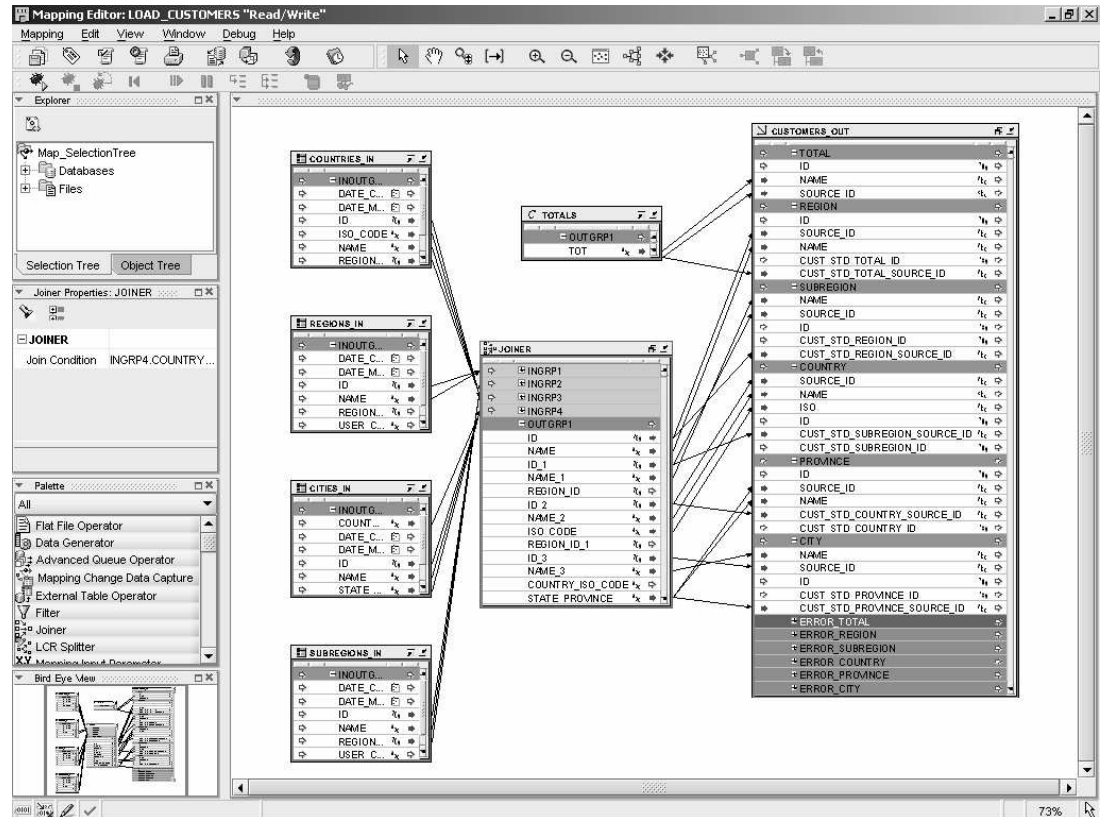 Mapping Editor: LOAD_CUSTOMERS "Read/Write"
Mapping Edit View Window Debug Help
Explorer
Map_SelectionTree
Databases
Files
Selection Tree Object Tree
Joiner Properties: JOINER
JOINER
Join Condition INGRP4.COUNTRY...
Palette
All
Flat File Operator
Data Generator
Advanced Queue Operator
Mapping Change Data Capture
External Table Operator
Filter
Joiner
LCR Splitter
Mapping Input Parameter
Bird Eye View
COUNTRIES_IN
INOUTG...
DATE_C...
DATE_M...
ID
ISO_CODE
NAME
REGION...
REGIONS_IN
INOUTG...
DATE_C...
DATE_M...
ID
NAME
REGION...
USER_C...
CITIES_IN
INOUTG...
COUNT...
DATE_C...
DATE_M...
ID
NAME
STATE_...
SUBREGIONS_IN
INOUTG...
DATE_C...
DATE_M...
ID
NAME
REGION...
USER_C...
TOTALS
OUTGRP1
TOT
JOINER
INGRP1
INGRP2
INGRP3
INGRP4
OUTGRP1
ID
NAME
ID_1
NAME_1
REGION_ID
ID_2
NAME_2
ISO_CODE
REGION_ID_1
ID_3
NAME_3
COUNTRY_ISO_CODE
STATE_PROVINCE
CUSTOMERS_OUT
TOTAL
ID
NAME
SOURCE_ID
REGION
ID
SOURCE_ID
NAME
CUST_STD_TOTAL_ID
CUST_STD_TOTAL_SOURCE_ID
SUBREGION
NAME
SOURCE_ID
ID
CUST_STD_REGION_ID
CUST_STD_REGION_SOURCE_ID
COUNTRY
SOURCE_ID
NAME
ISO
ID
CUST_STD_SUBREGION_SOURCE_ID
CUST_STD_SUBREGION_ID
PROVINCE
ID
SOURCE_ID
NAME
CUST_STD_COUNTRY_SOURCE_ID
CUST_STD_COUNTRY_ID
CITY
NAME
SOURCE_ID
ID
CUST_STD_PROVINCE_ID
CUST_STD_PROVINCE_SOURCE_ID
ERROR_TOTAL
ERROR_REGION
ERROR_SUBREGION
ERROR_COUNTRY
ERROR_PROVINCE
ERROR_CITY
73%